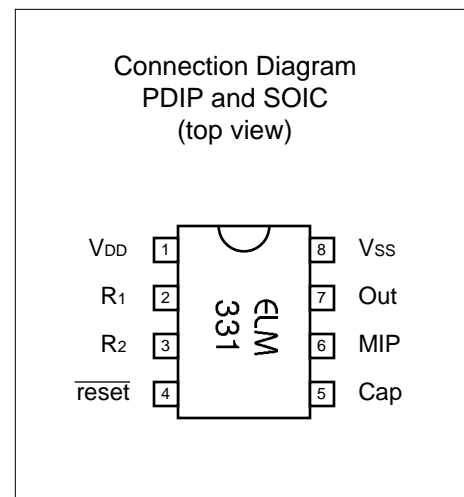 Connection Diagram
PDIP and SOIC
(top view)
VDD 1
R1 2
R2 3
reset 4
8 VSS
7 Out
6 MIP
5 Cap
ELM
331